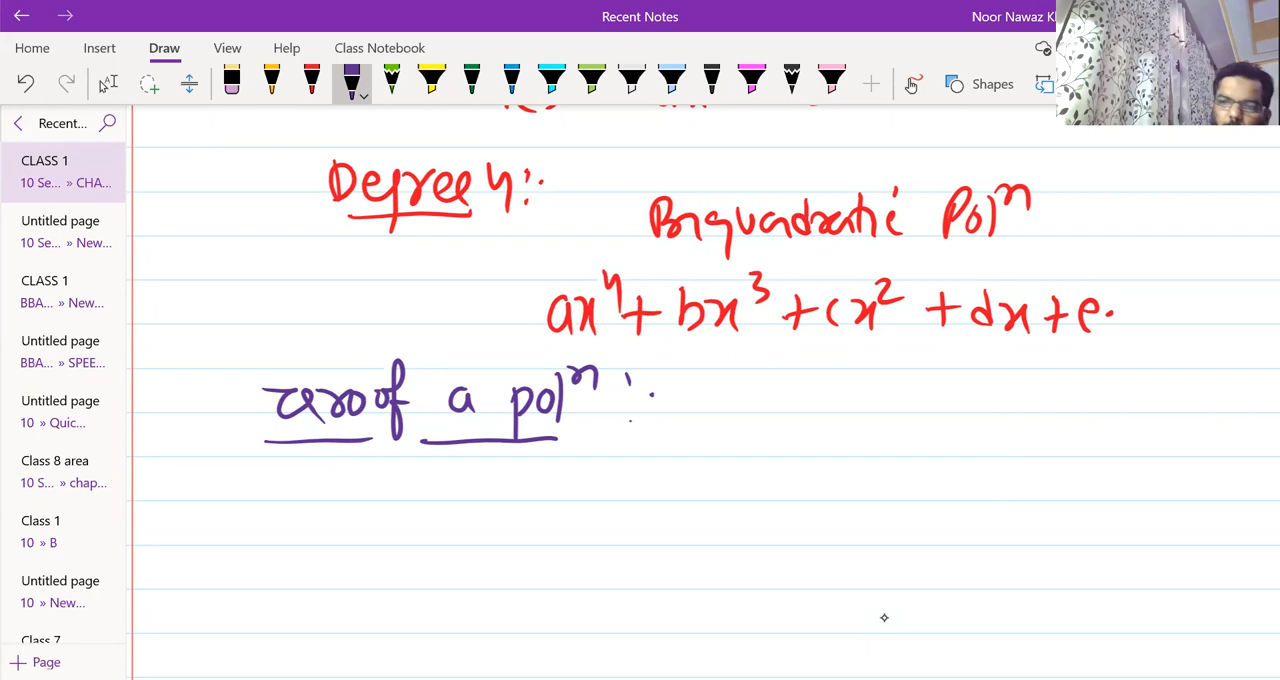 Recent Notes
Noor Nawaz Kh
Home Insert Draw View Help Class Notebook
Shapes
Recent...
CLASS 1
10 Se... » CHA...
Untitled page
10 Se... » New...
CLASS 1
BBA... » New...
Untitled page
BBA... » SPEE...
Untitled page
10 » Quic...
Class 8 area
10 S... » chap...
Class 1
10 » B
Untitled page
10 » New...
Class 7
Page
Degree 4:
Biquadratic Polⁿ
ax⁴ + bx³ + cx² + dx + e.
zero of a polⁿ :